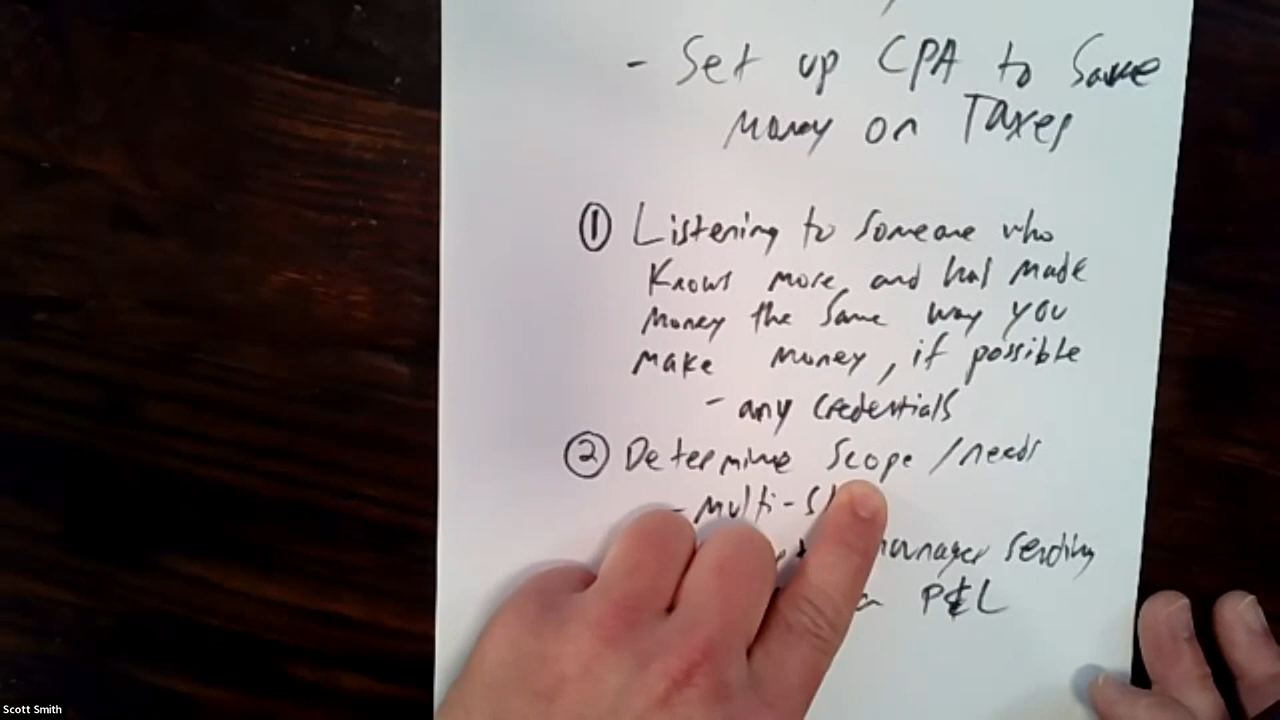 - Set up CPA to Save
Money on Taxes
① Listening to someone who
knows more and has made
money the same way you
make money, if possible
- any credentials
② Determine scope/needs
- multi-
manager sending
P&L
Scott Smith